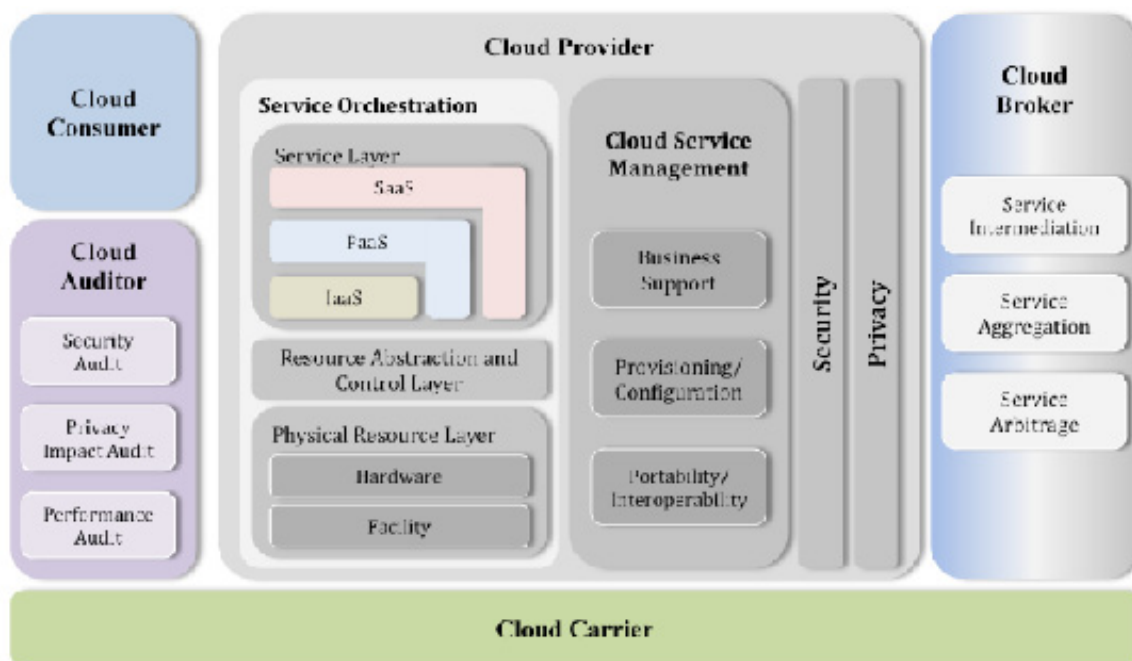 Cloud
Consumer
Cloud
Auditor
Security
Audit
Privacy
Impact Audit
Performance
Audit
Cloud Provider
Service Orchestration
Service Layer
SaaS
PaaS
IaaS
Resource Abstraction and
Control Layer
Physical Resource Layer
Hardware
Facility
Cloud Service
Management
Business
Support
Provisioning/
Configuration
Portability/
Interoperability
Security
Privacy
Cloud
Broker
Service
Intermediation
Service
Aggregation
Service
Arbitrage
Cloud Carrier